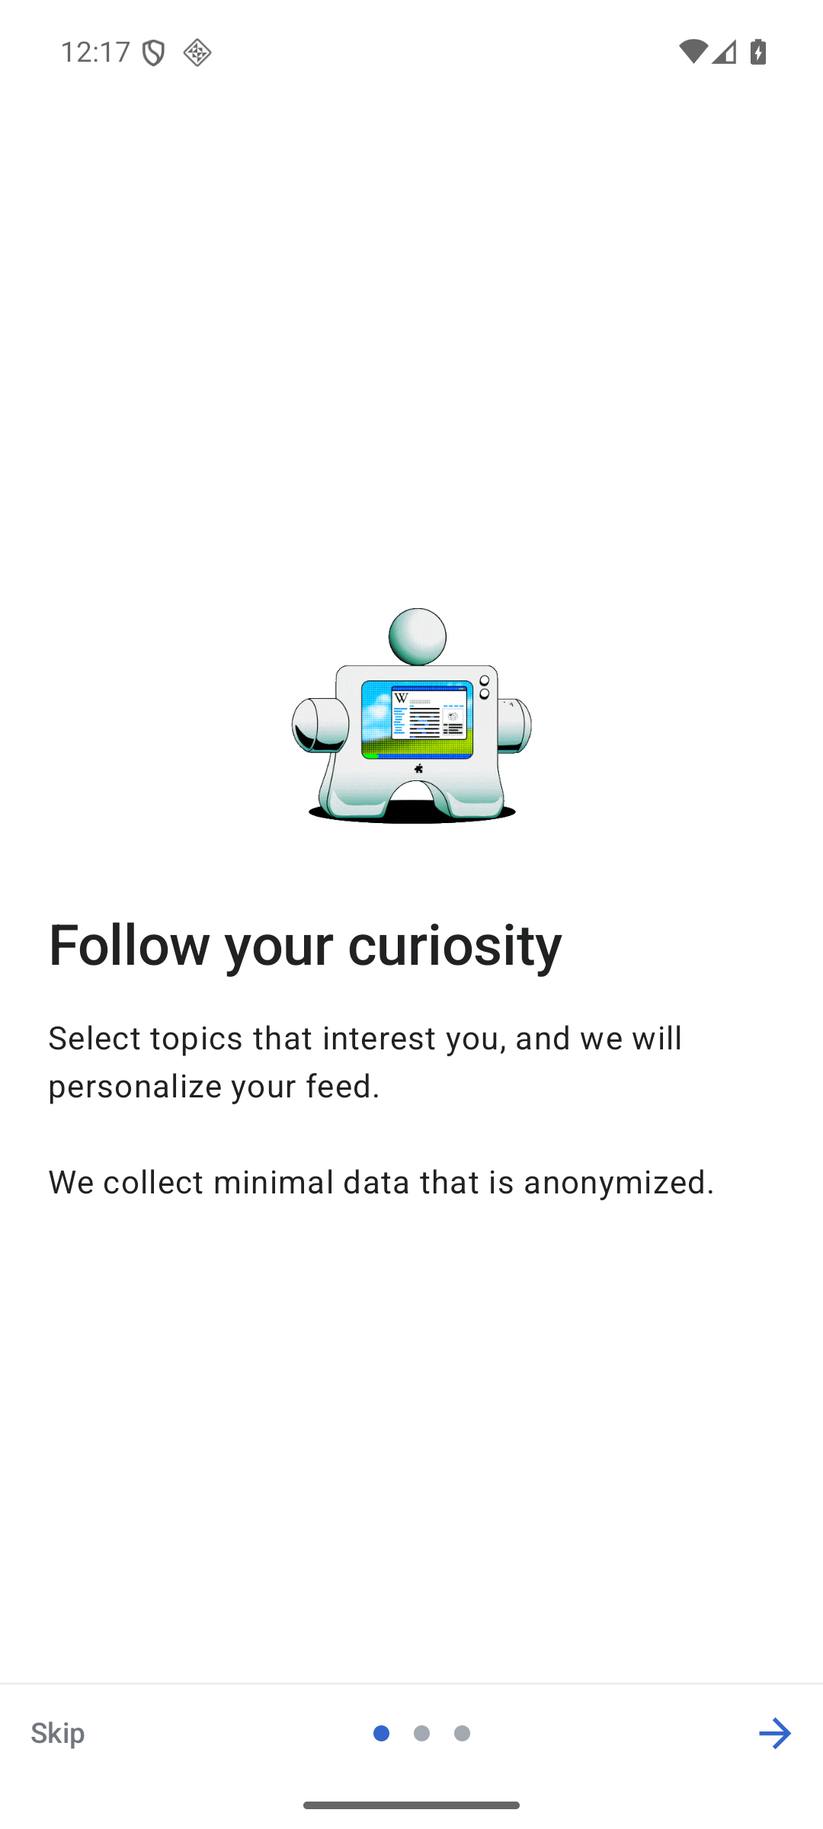 12:17
W
Follow your curiosity
Select topics that interest you, and we will
personalize your feed.
We collect minimal data that is anonymized.
Skip